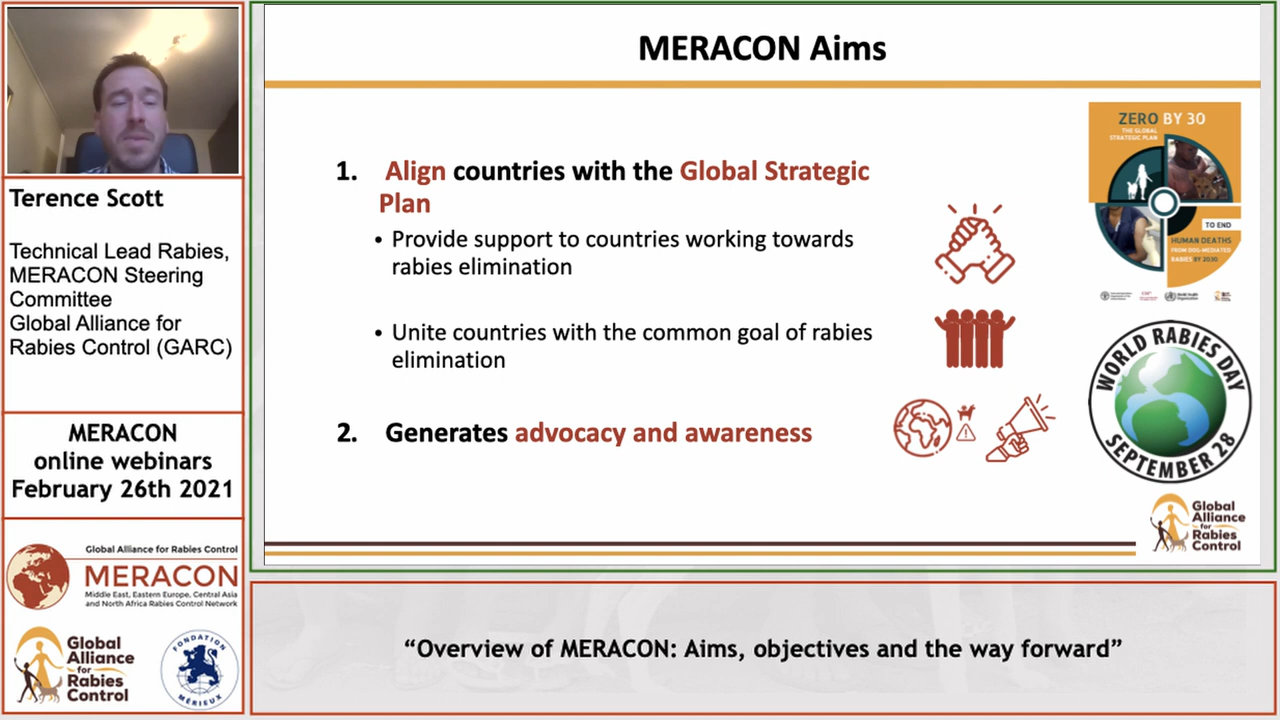 Terence Scott
Technical Lead Rabies,
MERACON Steering
Committee
Global Alliance for
Rabies Control (GARC)
MERACON
online webinars
February 26th 2021
Global Alliance for Rabies Control
MERACON
Middle East, Eastern Europe, Central Asia
and North Africa Rabies Control Network
Global
Alliance
for
Rabies
Control
FONDATION
MÉRIEUX
MERACON Aims
1. Align countries with the Global Strategic
Plan
• Provide support to countries working towards
rabies elimination
• Unite countries with the common goal of rabies
elimination
2. Generates advocacy and awareness
ZERO BY 30
THE GLOBAL
STRATEGIC PLAN
TO END
HUMAN DEATHS
FROM DOG-MEDIATED
RABIES BY 2030
WORLD RABIES DAY
SEPTEMBER 28
Global
Alliance
for
Rabies
Control
“Overview of MERACON: Aims, objectives and the way forward”